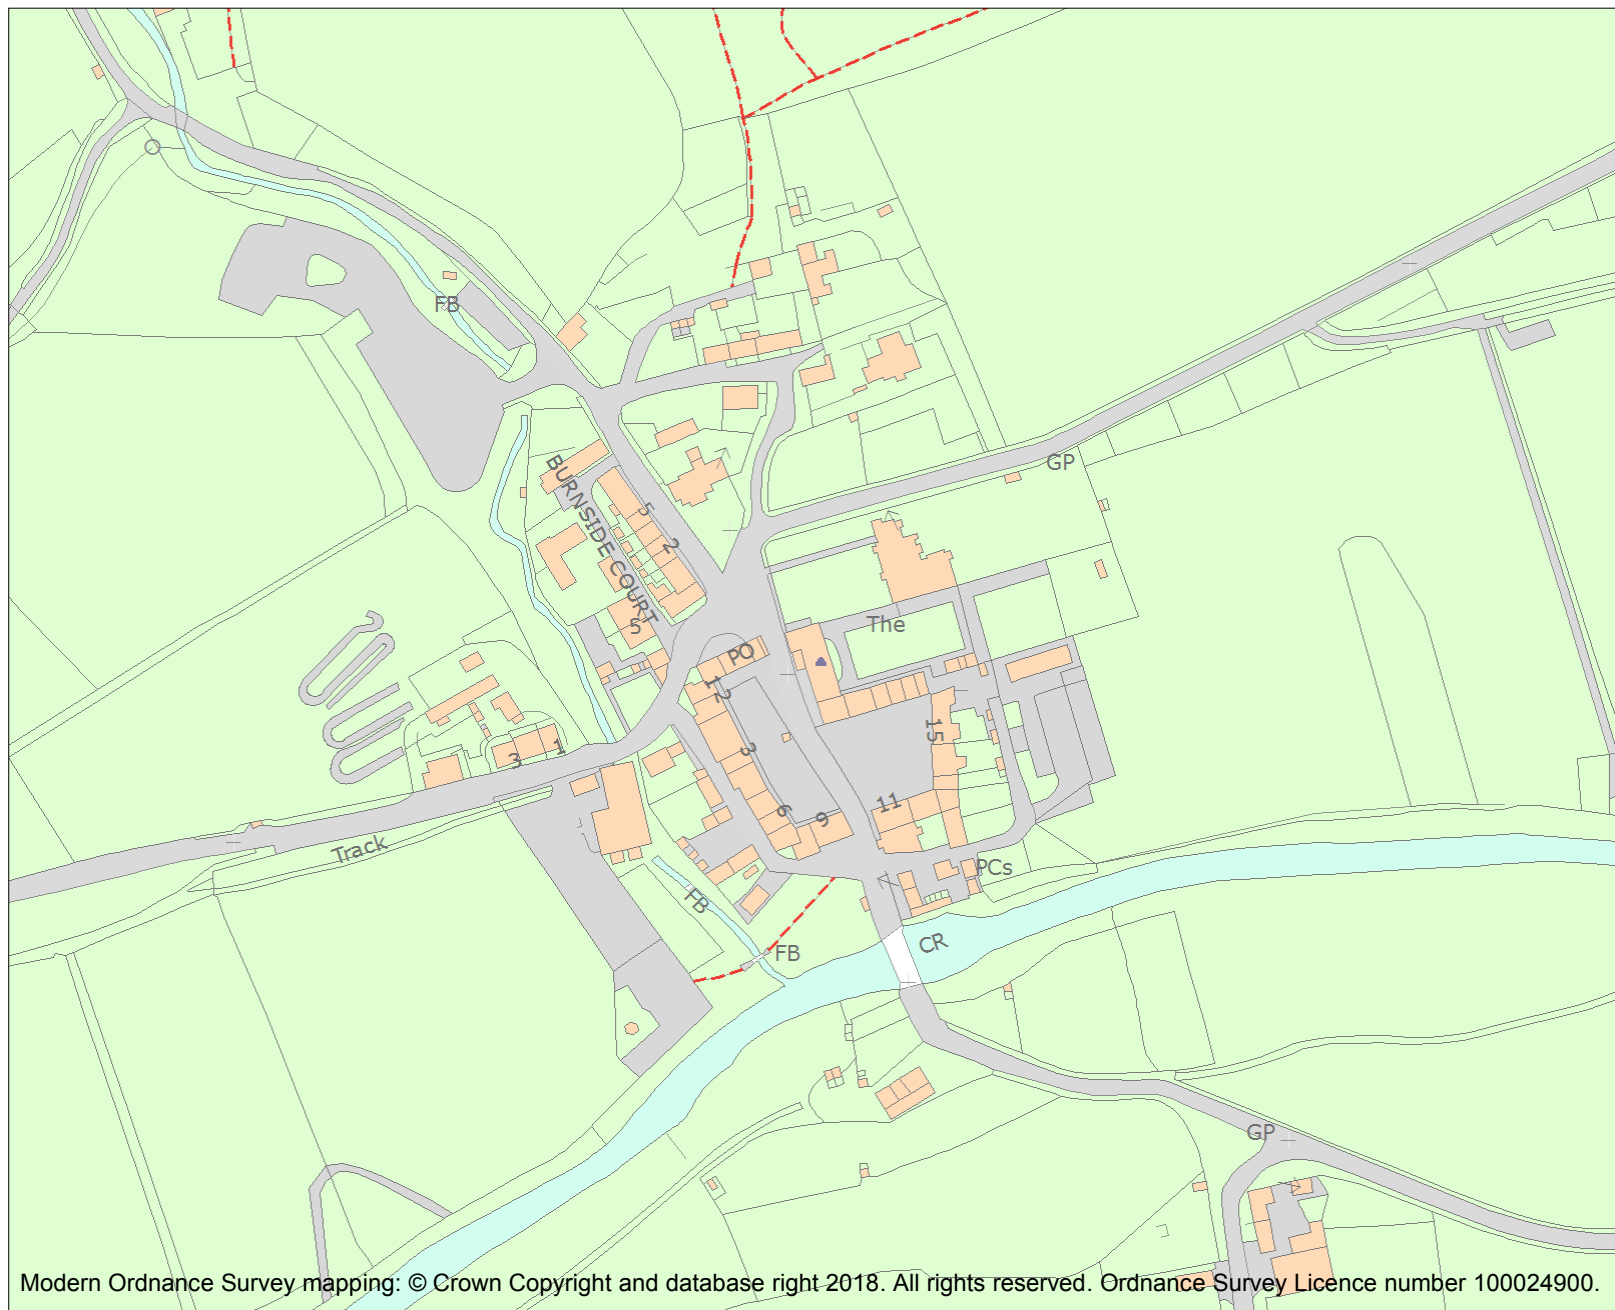 FB
GP
BURNSIDE COURT
5
2
5
The
PO
12
15
3
1
3
6
9
11
Track
PCs
FB
CR
FB
GP
Modern Ordnance Survey mapping: © Crown Copyright and database right 2018. All rights reserved. Ordnance Survey Licence number 100024900.